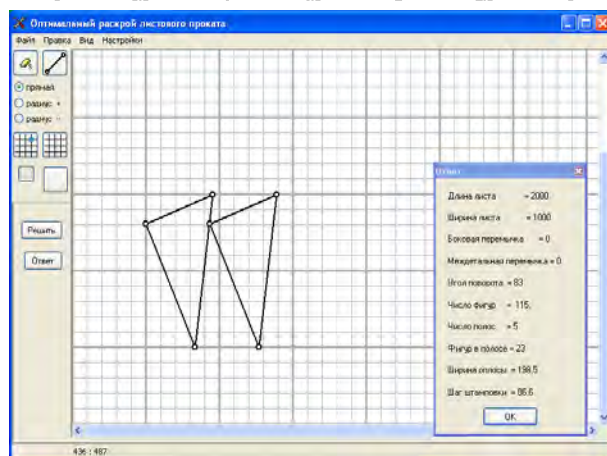 Оптимальный раскрой листового проката
Файл Правка Вид Настройки
прямая
радиус +
радиус -
Решить
Ответ
Ответ
Длина листа = 2000
Ширина листа = 1000
Боковая перемычка = 0
Междетальная перемычка = 0
Угол поворота = 83
Число фигур = 115,
Число полос = 5
Фигур в полосе = 23
Ширина полосы = 198,5
Шаг штамповки = 86,6
OK
436 : 487